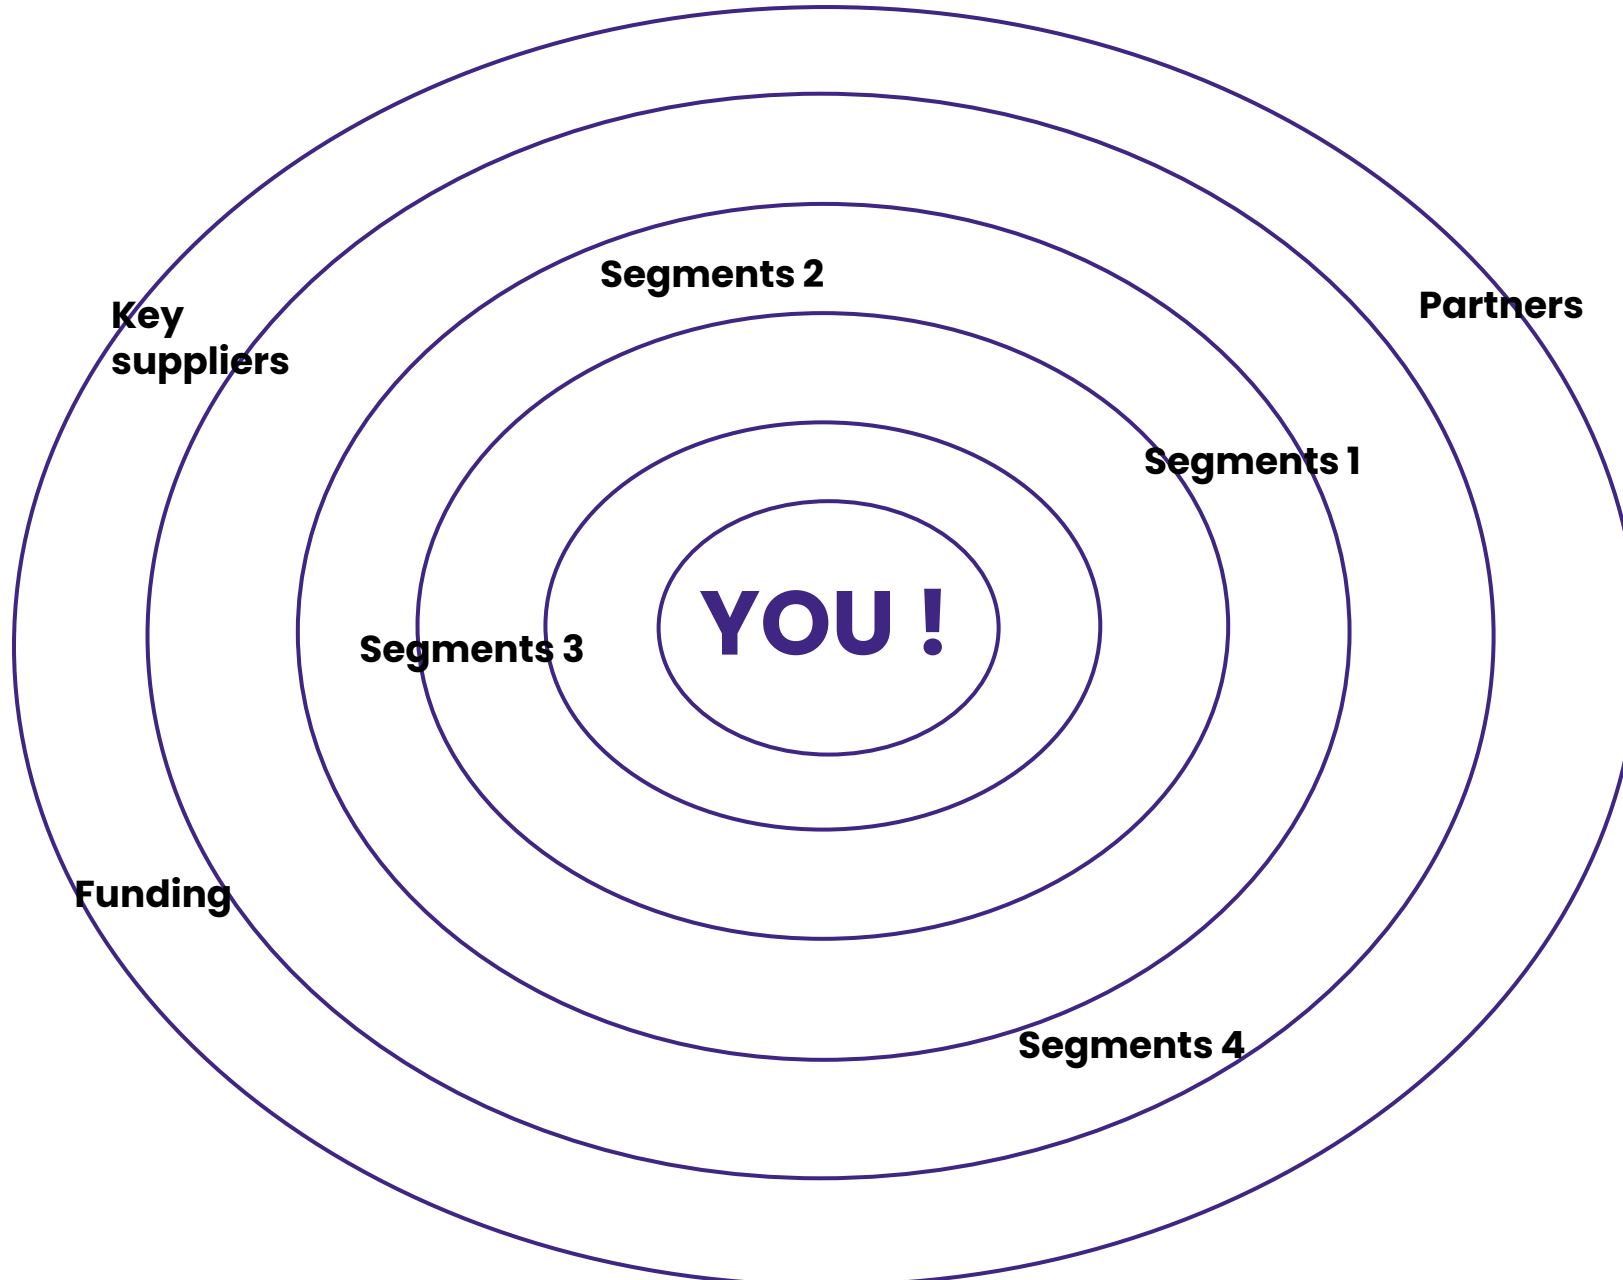 Segments 2
Key
suppliers
Partners
Segments 1
YOU !
Segments 3
Funding
Segments 4